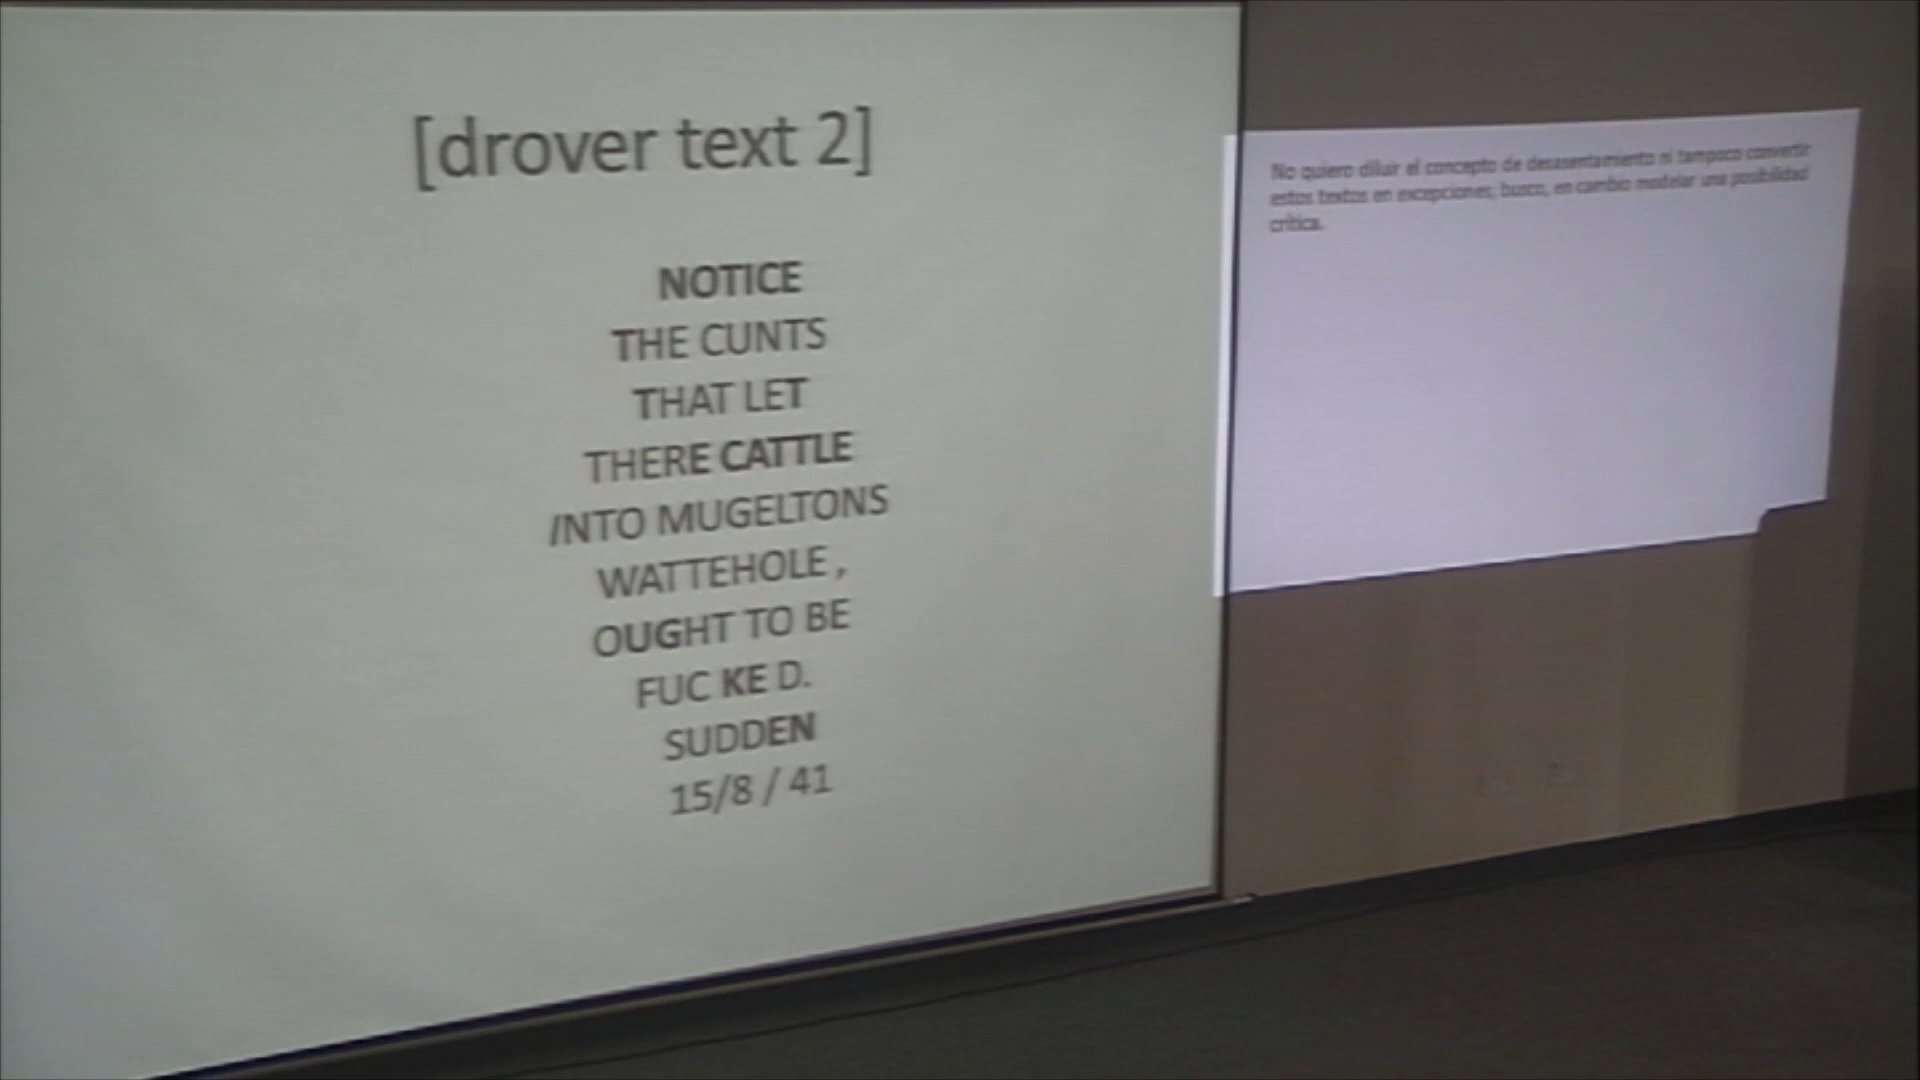 [drover text 2]
NOTICE
THE CUNTS
THAT LET
THERE CATTLE
INTO MUGELTONS
WATTEHOLE ,
OUGHT TO BE
FUC KE D.
SUDDEN
15/8 / 41
No quiero diluir el concepto de desasentamiento ni tampoco convertir
estos textos en excepciones; busco, en cambio modelar una posibilidad
crítica.